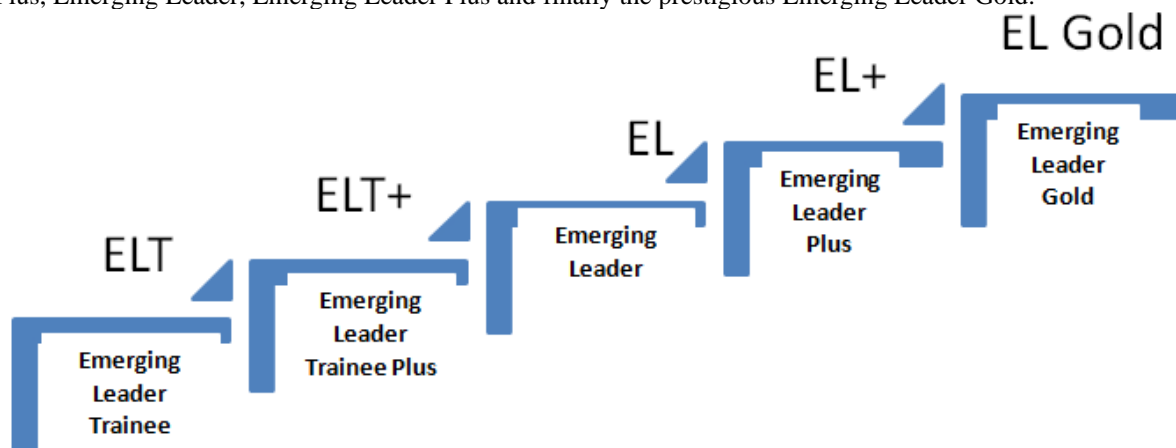 Plus, Emerging Leader, Emerging Leader Plus and finally the prestigious Emerging Leader Gold.
ELT
Emerging
Leader
Trainee
ELT+
Emerging
Leader
Trainee Plus
EL
Emerging
Leader
EL+
Emerging
Leader
Plus
EL Gold
Emerging
Leader
Gold